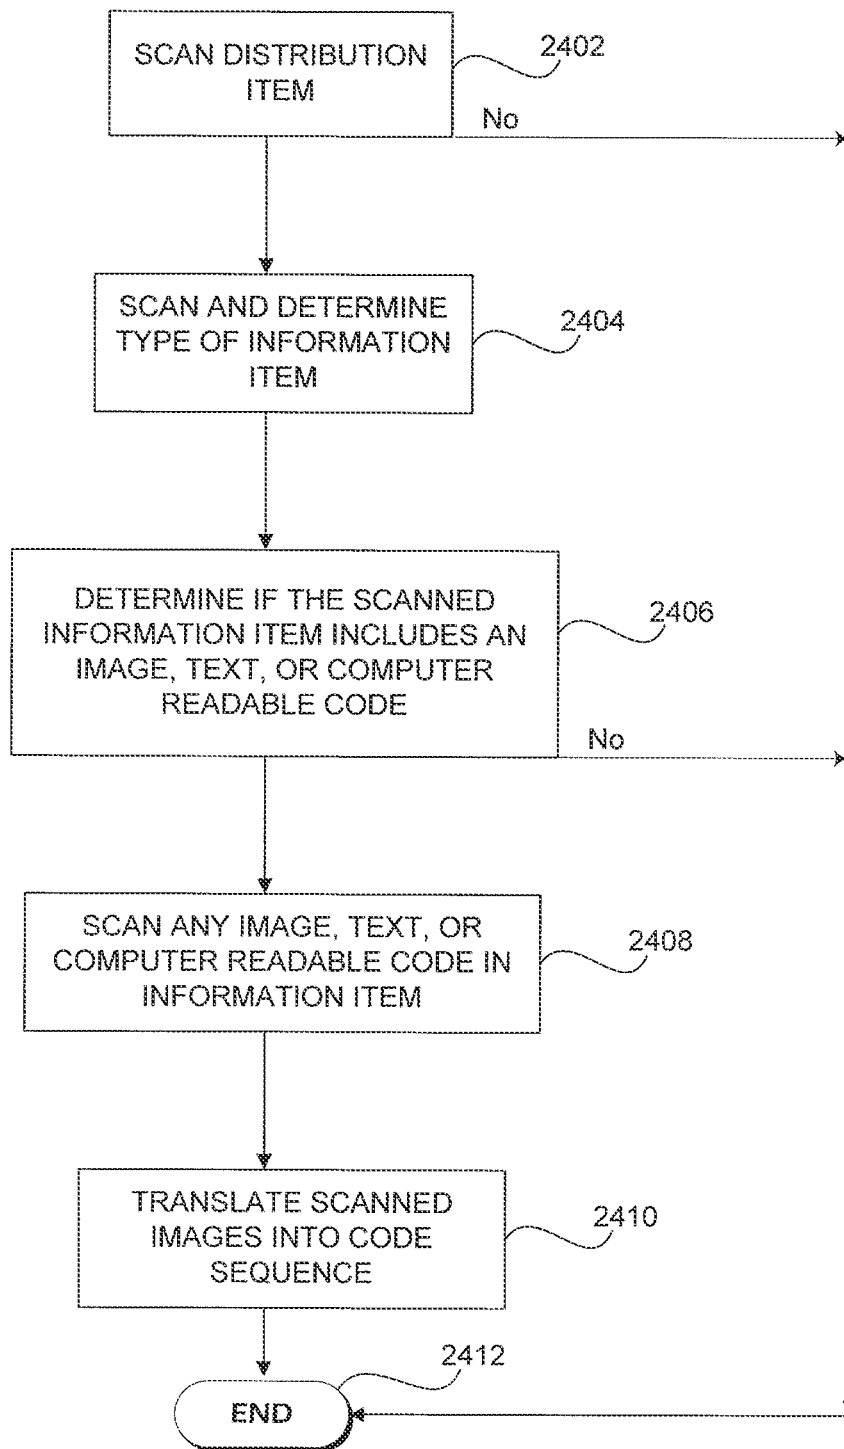 SCAN DISTRIBUTION
ITEM
2402
No
SCAN AND DETERMINE
TYPE OF INFORMATION
ITEM
2404
DETERMINE IF THE SCANNED
INFORMATION ITEM INCLUDES AN
IMAGE, TEXT, OR COMPUTER
READABLE CODE
2406
No
SCAN ANY IMAGE, TEXT, OR
COMPUTER READABLE CODE IN
INFORMATION ITEM
2408
TRANSLATE SCANNED
IMAGES INTO CODE
SEQUENCE
2410
2412
END